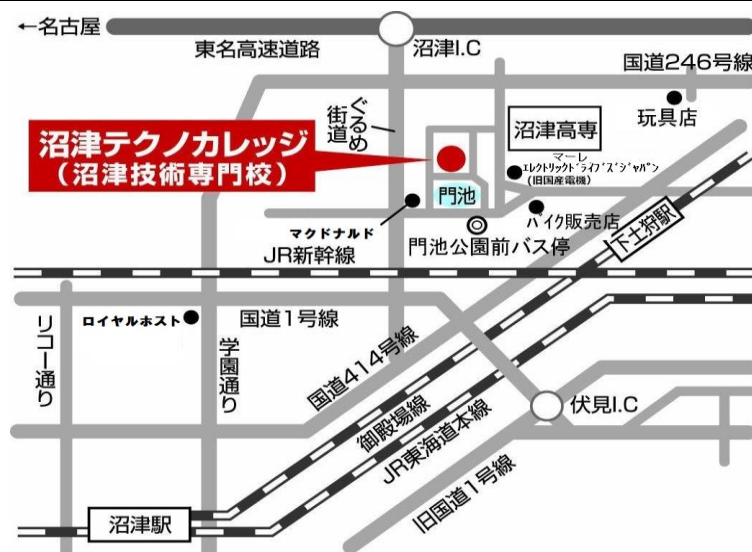 ←名古屋
東名高速道路
沼津I.C
国道246号線
ぐるめ
街道
沼津高専
玩具店
沼津テクノカレッジ
(沼津技術専門校)
マーレ
エレクトリックドライブズジャパン
(旧国産電機)
門池
マクドナルド
バイク販売店
門池公園前バス停
JR新幹線
下土狩駅
ロイヤルホスト
国道1号線
リコー通り
学園通り
国道414号線
御殿場線
JR東海道本線
伏見I.C
旧国道1号線
沼津駅